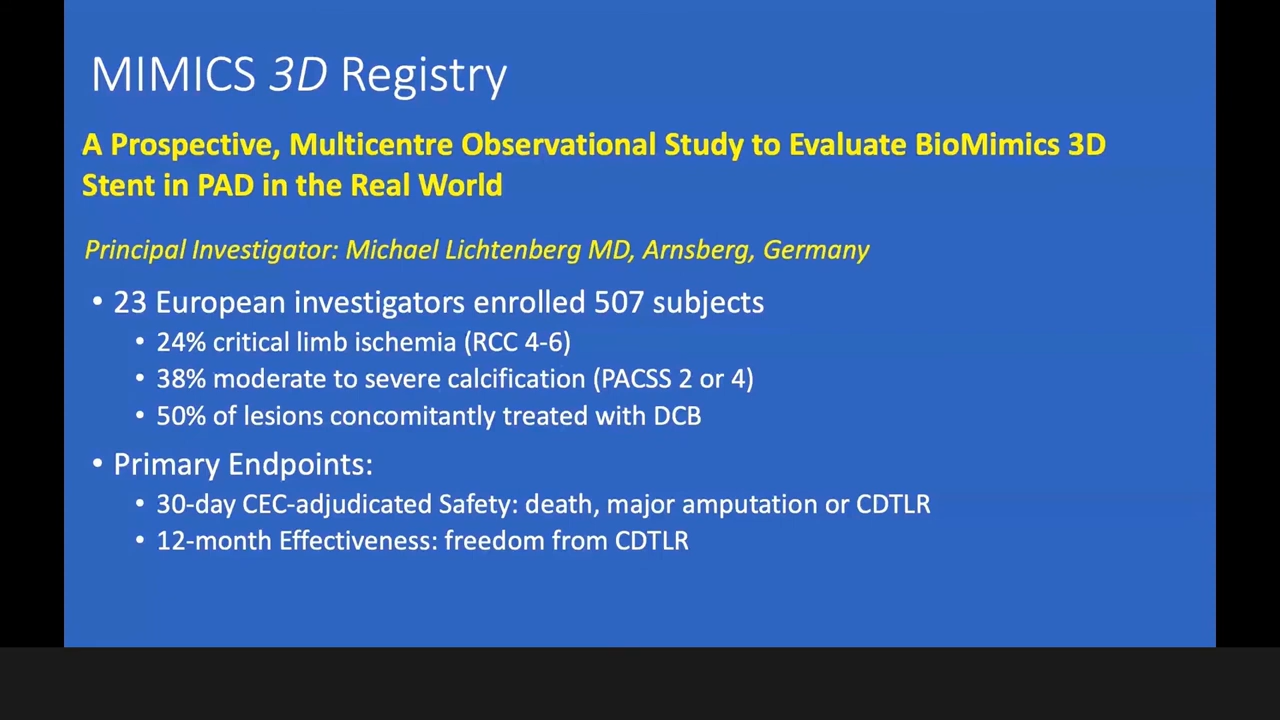 MIMICS 3D Registry
A Prospective, Multicentre Observational Study to Evaluate BioMimics 3D
Stent in PAD in the Real World
Principal Investigator: Michael Lichtenberg MD, Arnsberg, Germany
• 23 European investigators enrolled 507 subjects
• 24% critical limb ischemia (RCC 4-6)
• 38% moderate to severe calcification (PACSS 2 or 4)
• 50% of lesions concomitantly treated with DCB
• Primary Endpoints:
• 30-day CEC-adjudicated Safety: death, major amputation or CDTLR
• 12-month Effectiveness: freedom from CDTLR